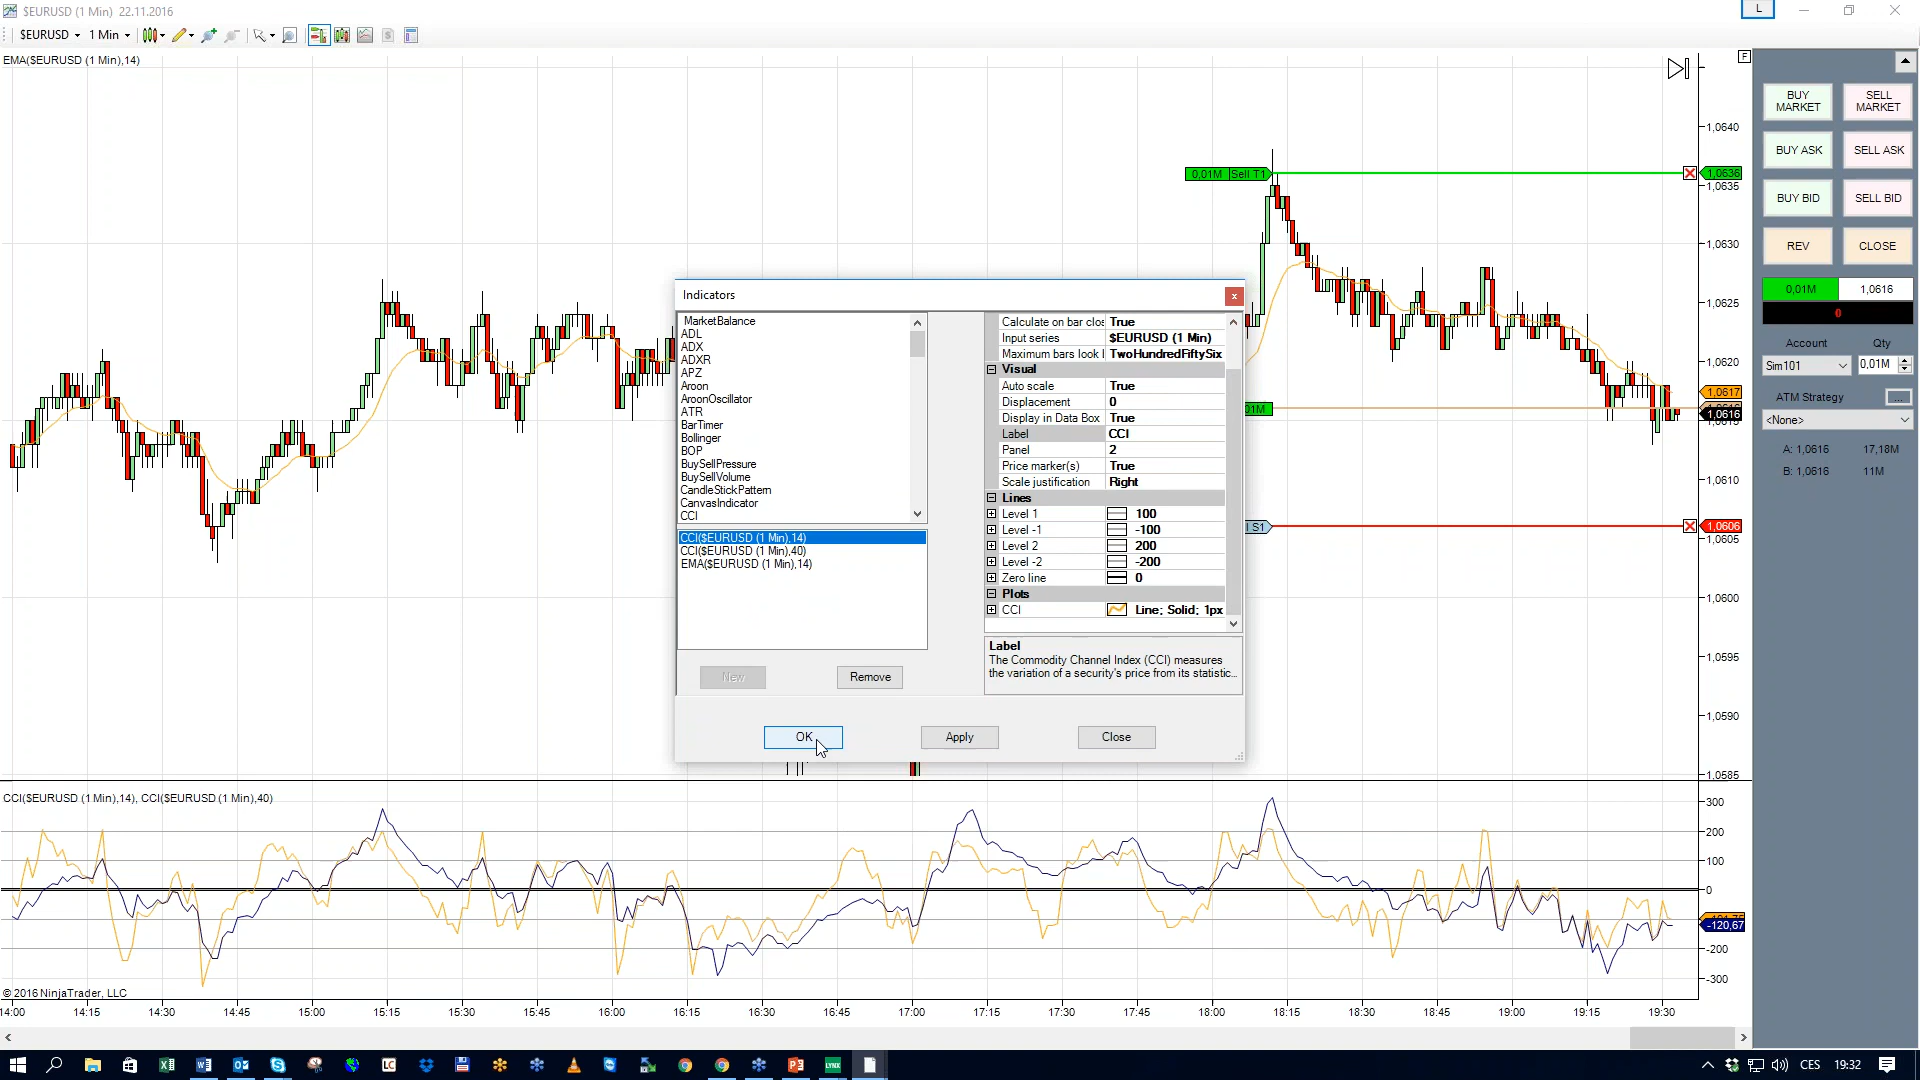 $EURUSD (1 Min) 22.11.2016
L
$EURUSD 1 Min
EMA($EURUSD (1 Min),14)
F
BUY MARKET
SELL MARKET
BUY ASK
SELL ASK
BUY BID
SELL BID
REV
CLOSE
0,01M 1,0616
0
Account Qty
Sim101 0,01M
ATM Strategy ...
<None>
A: 1,0616 17,18M
B: 1,0616 11M
1,0640
1,0636
1,0635
1,0630
1,0625
1,0620
1,0617
1,0616
1,0615
1,0610
1,0606
1,0605
1,0600
1,0595
1,0590
1,0585
0,01M Sell T1
01M
S1
Indicators
x
MarketBalance
ADL
ADX
ADXR
APZ
Aroon
AroonOscillator
ATR
BarTimer
Bollinger
BOP
BuySellPressure
BuySellVolume
CandleStickPattern
CanvasIndicator
CCI
CCI($EURUSD (1 Min),14)
CCI($EURUSD (1 Min),40)
EMA($EURUSD (1 Min),14)
New
Remove
Calculate on bar clos True
Input series $EURUSD (1 Min)
Maximum bars look l TwoHundredFiftySix
Visual
Auto scale True
Displacement 0
Display in Data Box True
Label CCI
Panel 2
Price marker(s) True
Scale justification Right
Lines
Level 1 100
Level -1 -100
Level 2 200
Level -2 -200
Zero line 0
Plots
CCI Line; Solid; 1px
Label
The Commodity Channel Index (CCI) measures
the variation of a security's price from its statistic...
OK
Apply
Close
CCI($EURUSD (1 Min),14), CCI($EURUSD (1 Min),40)
300
200
100
0
-120,67
-200
-300
© 2016 NinjaTrader, LLC
14:00 14:15 14:30 14:45 15:00 15:15 15:30 15:45 16:00 16:15 16:30 16:45 17:00 17:15 17:30 17:45 18:00 18:15 18:30 18:45 19:00 19:15 19:30
LC
LYNX
CES 19:32